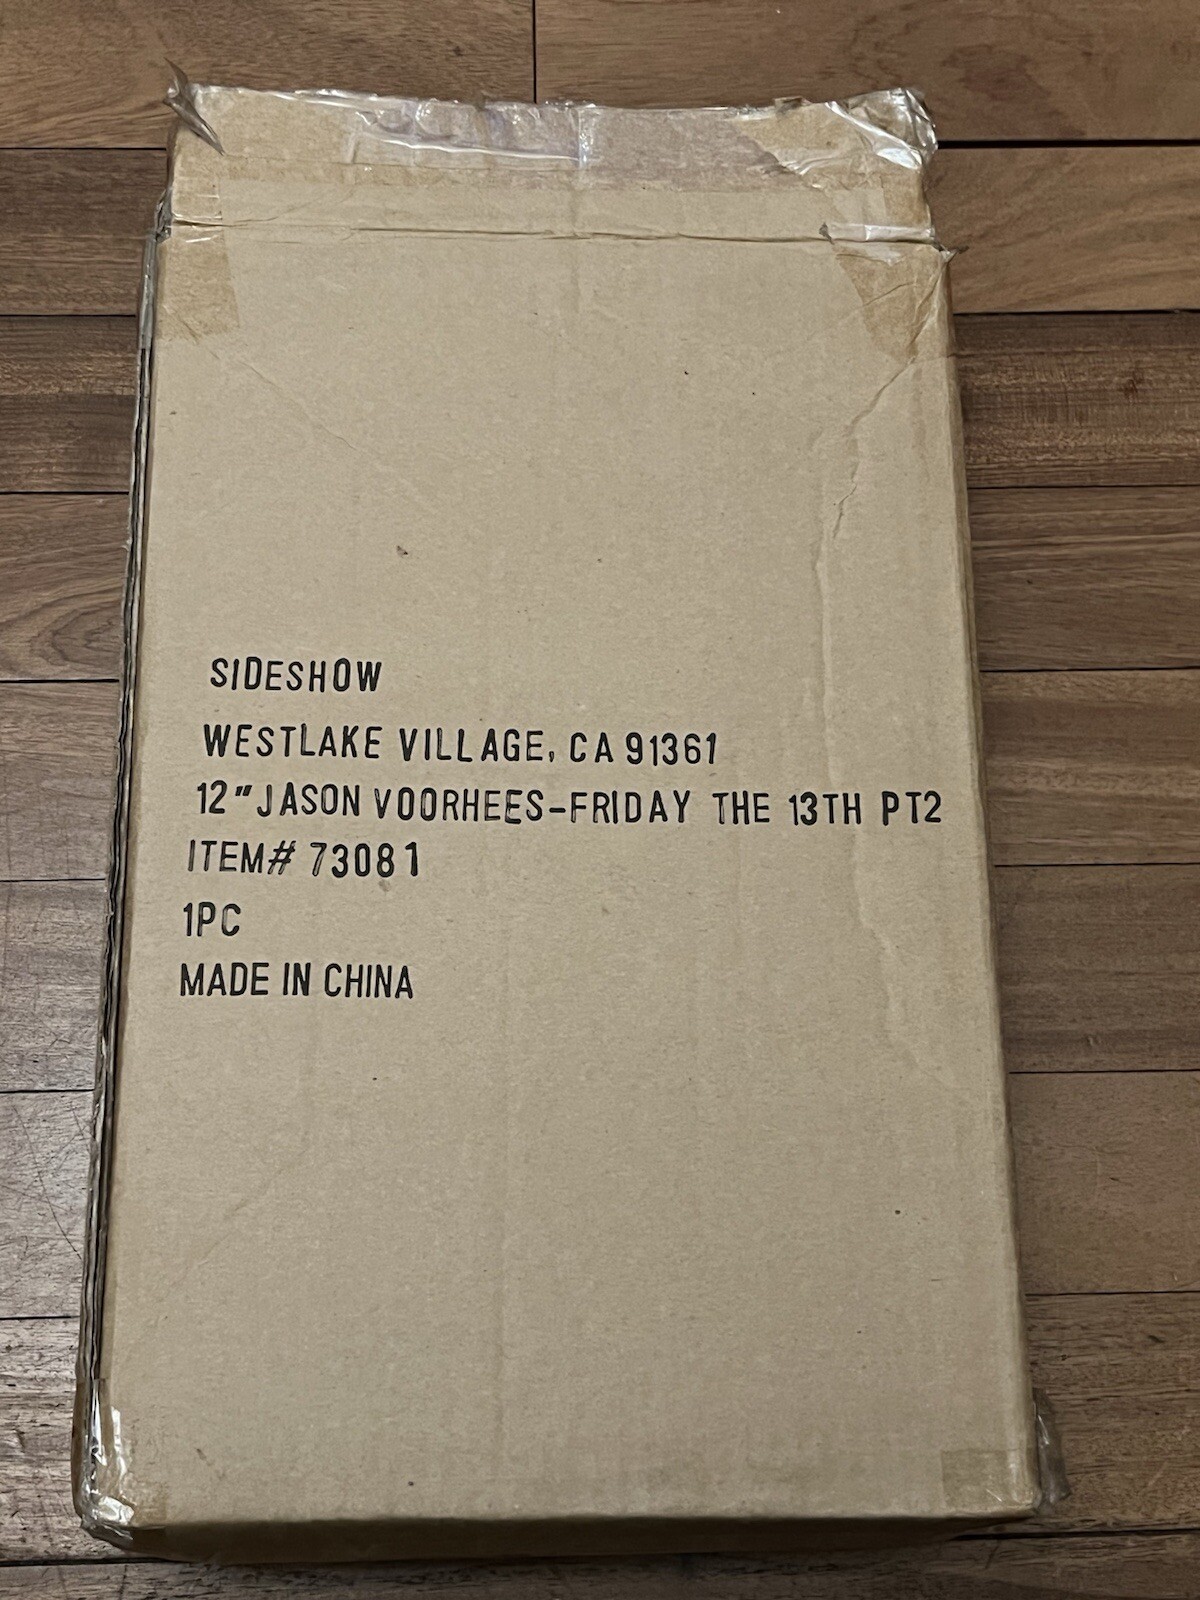 SIDESHOW
WESTLAKE VILLAGE, CA 91361
12" JASON VOORHEES-FRIDAY THE 13TH PT2
ITEM# 73081
1PC
MADE IN CHINA